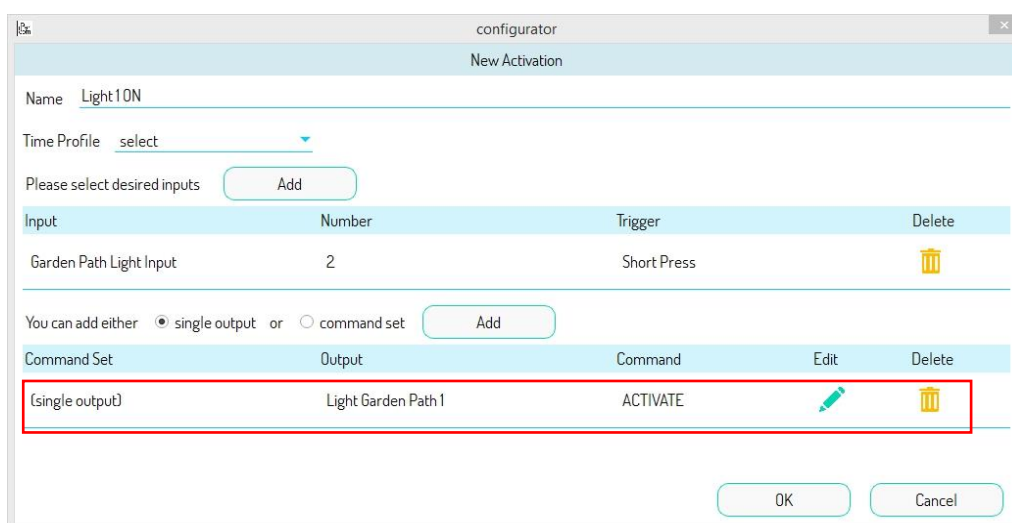 configurator
New Activation
Name Light 1 ON
Time Profile select
Please select desired inputs Add
Input Number Trigger Delete
Garden Path Light Input 2 Short Press
You can add either single output or command set Add
Command Set Output Command Edit Delete
(single output) Light Garden Path 1 ACTIVATE
OK Cancel